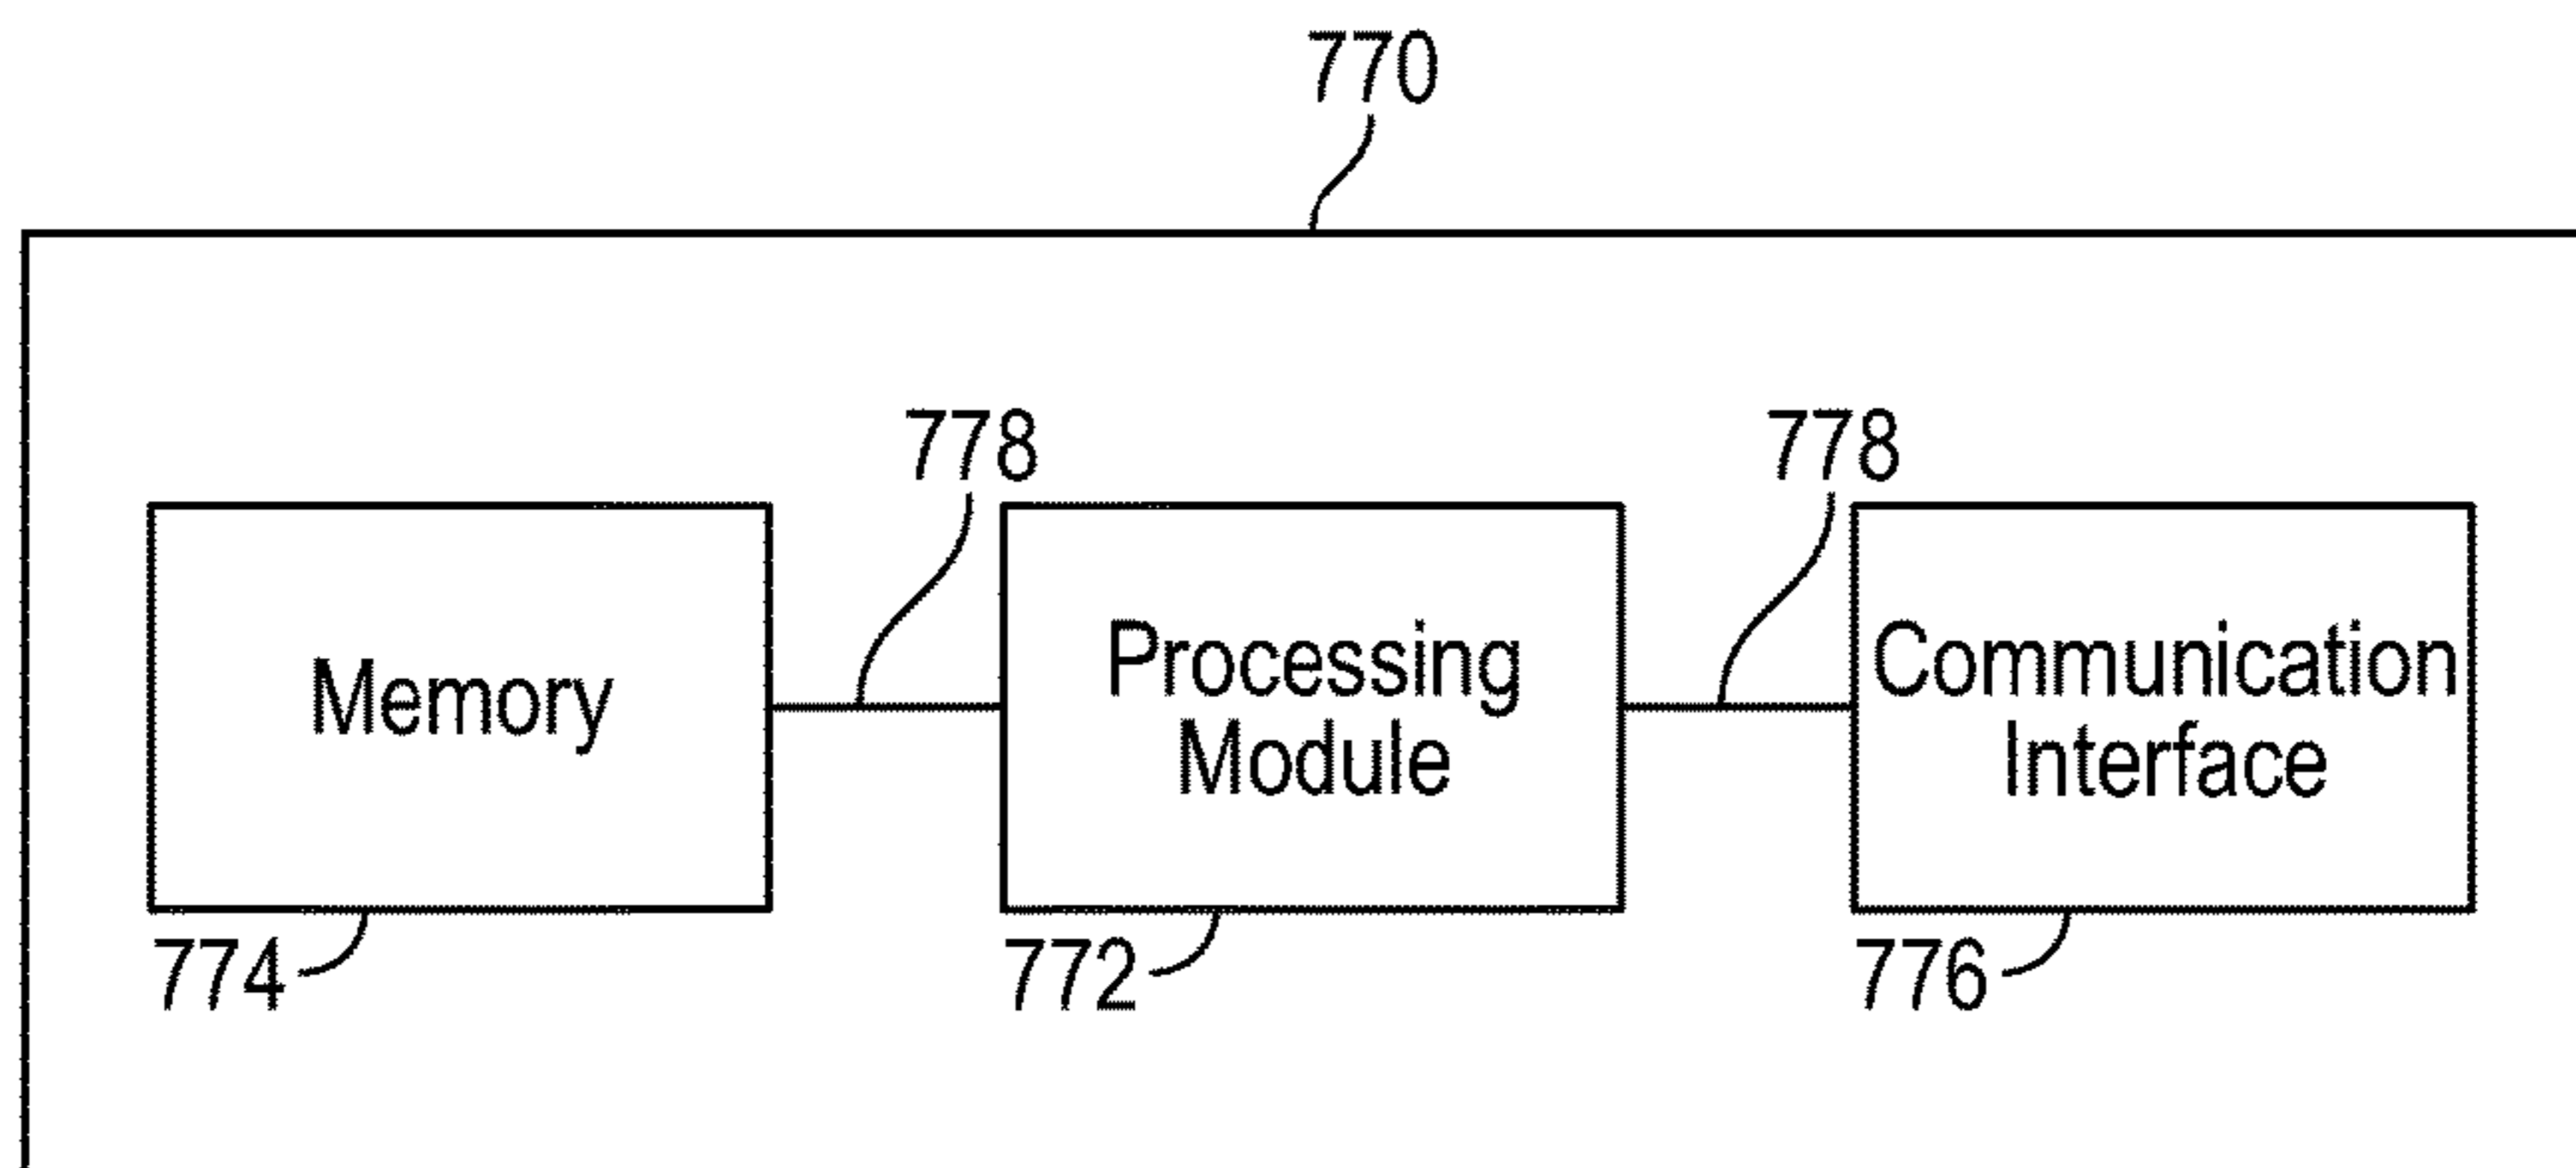 770
778
778
Memory
Processing
Module
Communication
Interface
774
772
776